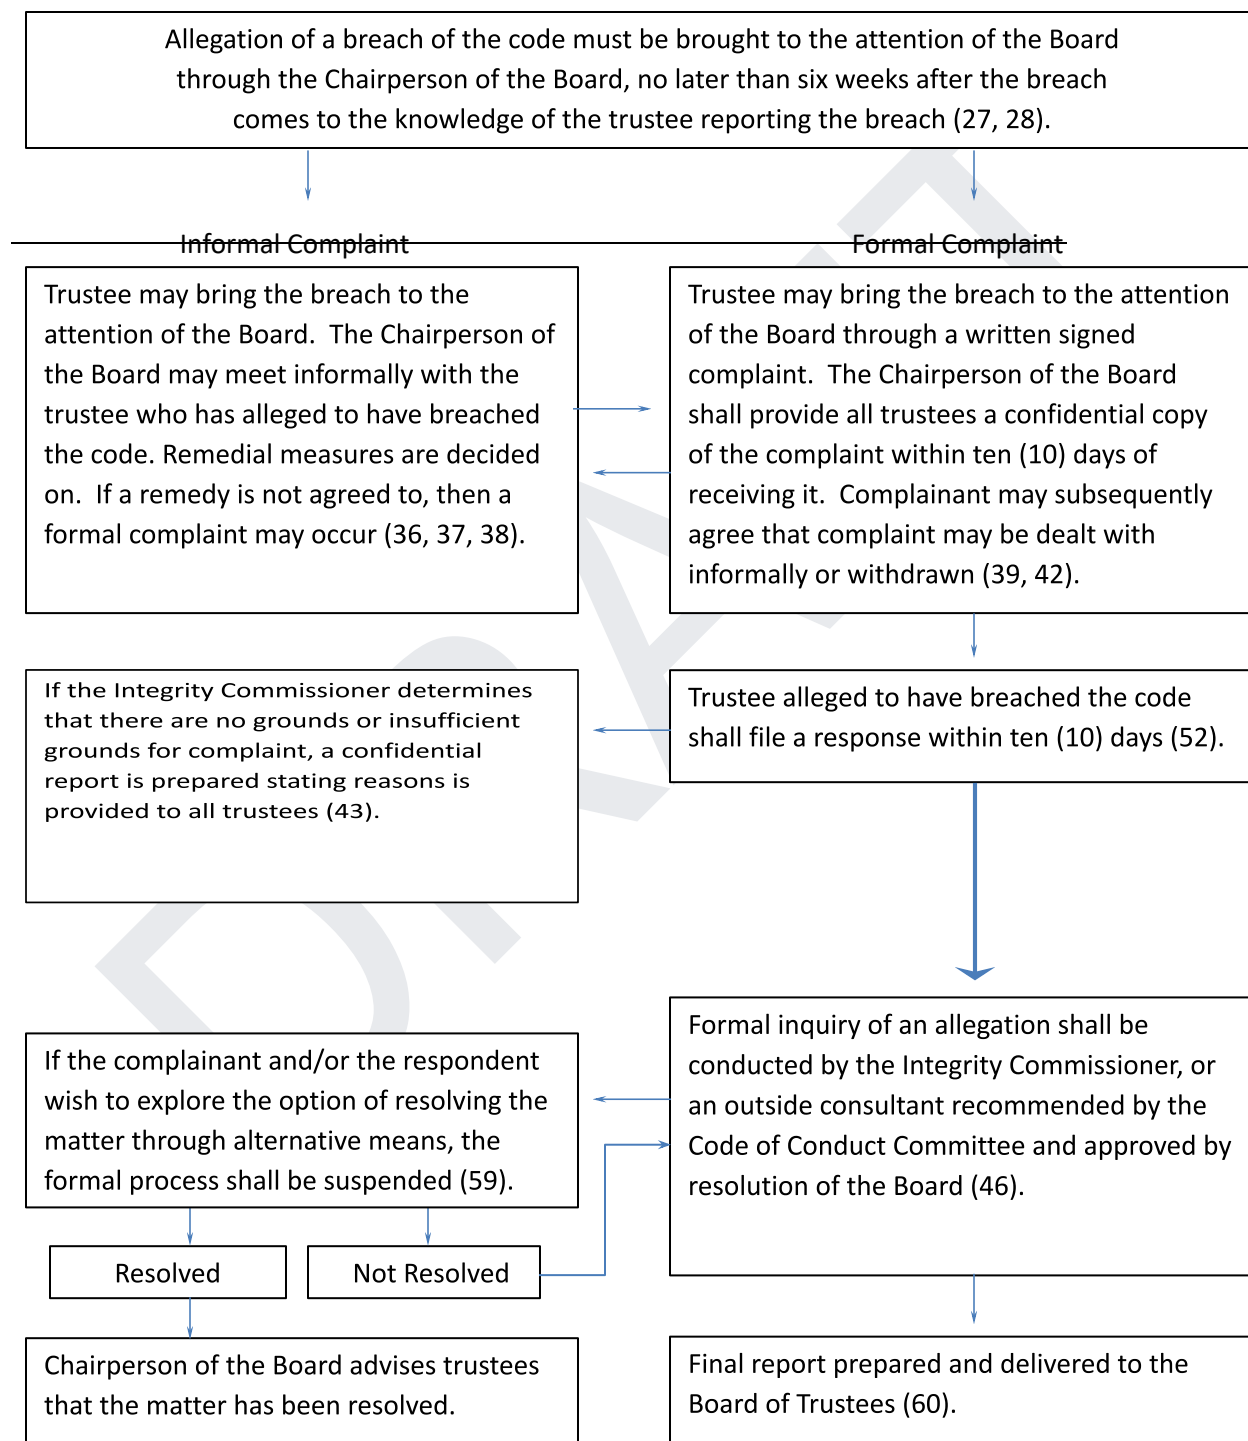 Allegation of a breach of the code must be brought to the attention of the Board
through the Chairperson of the Board, no later than six weeks after the breach
comes to the knowledge of the trustee reporting the breach (27, 28).
Informal Complaint
Formal Complaint
Trustee may bring the breach to the
attention of the Board.  The Chairperson of
the Board may meet informally with the
trustee who has alleged to have breached
the code. Remedial measures are decided
on.  If a remedy is not agreed to, then a
formal complaint may occur (36, 37, 38).
Trustee may bring the breach to the attention
of the Board through a written signed
complaint.  The Chairperson of the Board
shall provide all trustees a confidential copy
of the complaint within ten (10) days of
receiving it.  Complainant may subsequently
agree that complaint may be dealt with
informally or withdrawn (39, 42).
If the Integrity Commissioner determines
that there are no grounds or insufficient
grounds for complaint, a confidential
report is prepared stating reasons is
provided to all trustees (43).
Trustee alleged to have breached the code
shall file a response within ten (10) days (52).
Formal inquiry of an allegation shall be
conducted by the Integrity Commissioner, or
an outside consultant recommended by the
Code of Conduct Committee and approved by
resolution of the Board (46).
If the complainant and/or the respondent
wish to explore the option of resolving the
matter through alternative means, the
formal process shall be suspended (59).
Resolved
Not Resolved
Chairperson of the Board advises trustees
that the matter has been resolved.
Final report prepared and delivered to the
Board of Trustees (60).
DRAFT